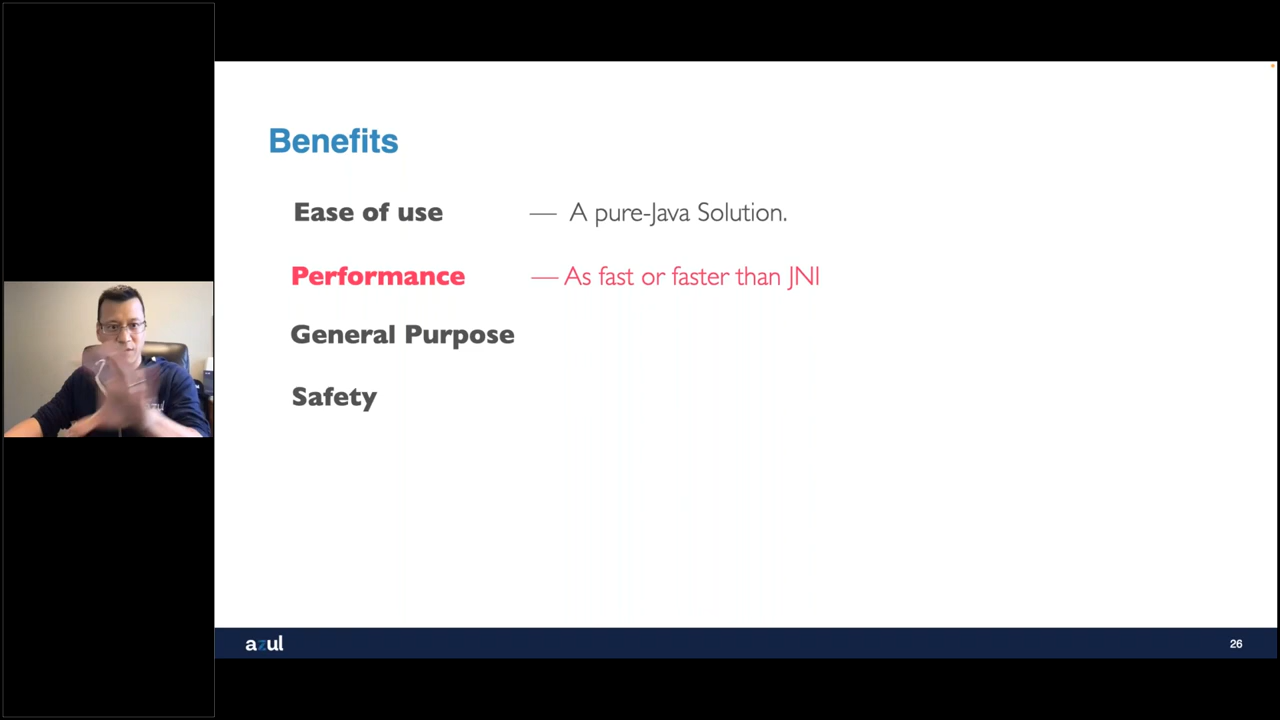 Benefits
Ease of use — A pure-Java Solution.
Performance — As fast or faster than JNI
General Purpose
Safety
azul
26